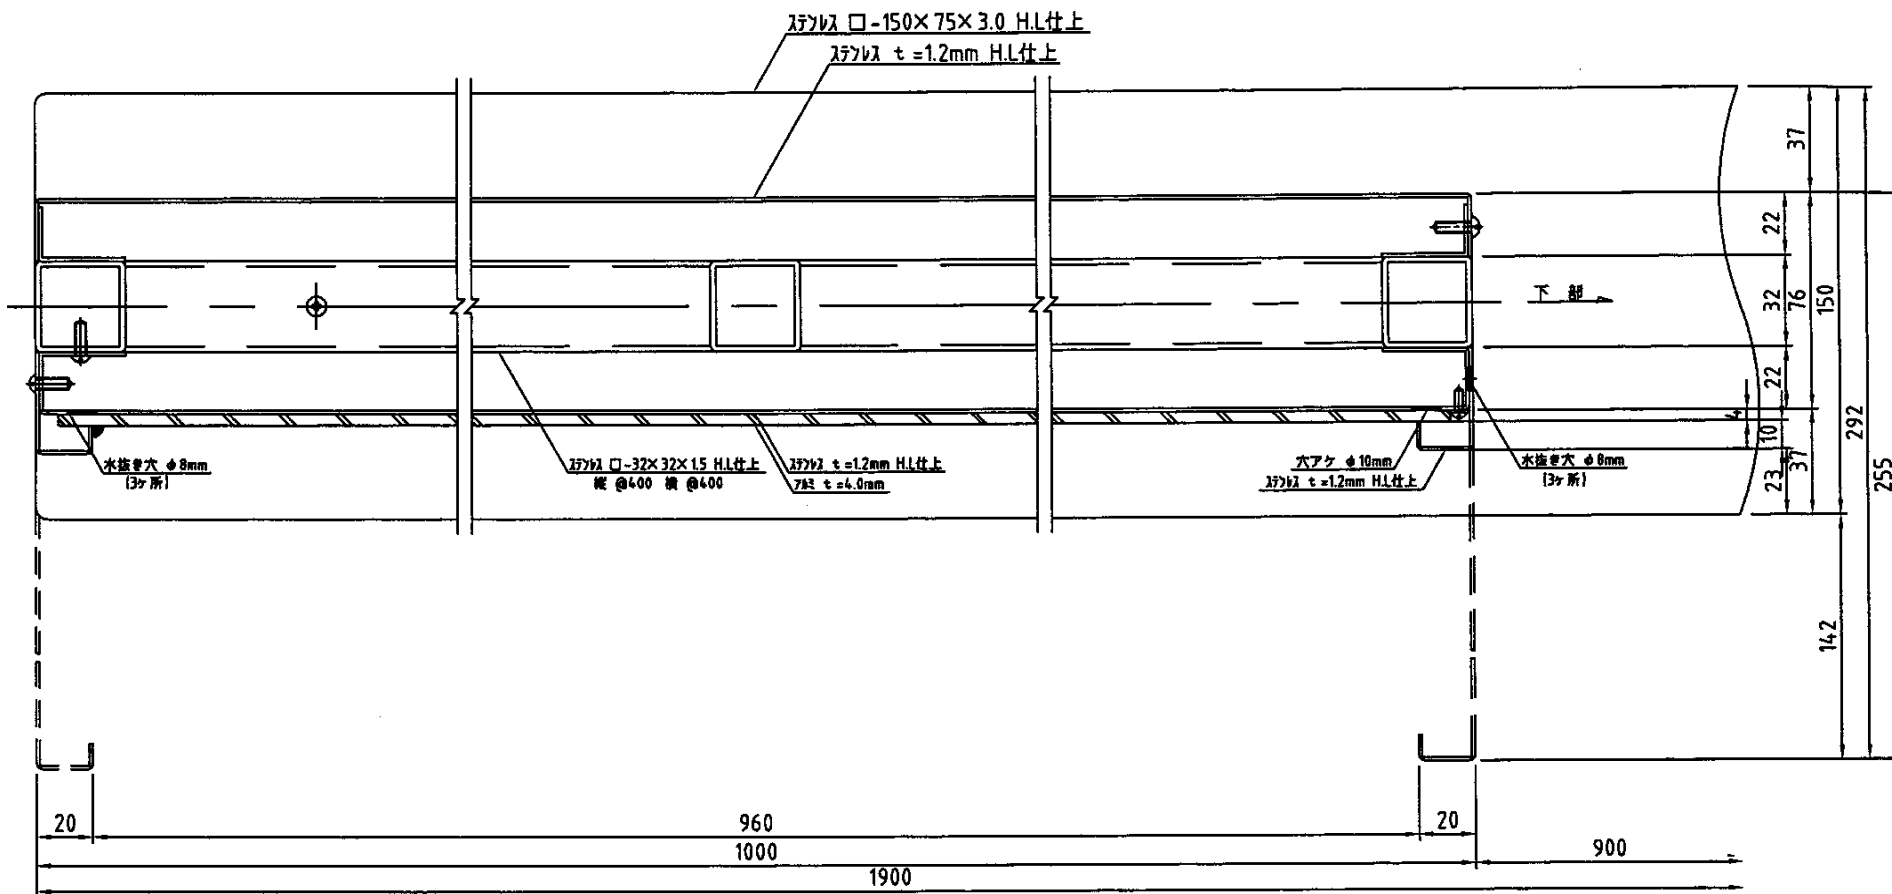 ステンレス □-150×75×3.0 H.L仕上
ステンレス t=1.2mm H.L仕上
37
22
32
76
150
22
4
10
37
23
292
255
142
下部
水抜き穴 φ8mm
(3ヶ所)
ステンレス □-32×32×1.5 H.L仕上
縦 @400 横 @400
ステンレス t=1.2mm H.L仕上
アルミ t=4.0mm
穴アケ φ10mm
ステンレス t=1.2mm H.L仕上
水抜き穴 φ8mm
(3ヶ所)
20
960
20
1000
900
1900